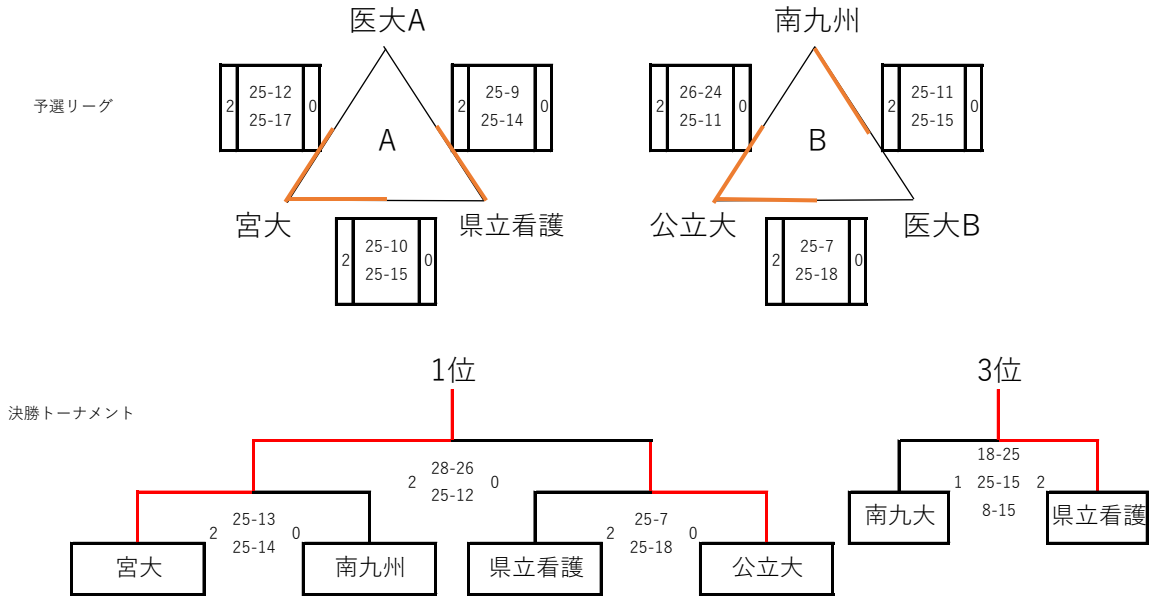 医大A
南九州
予選リーグ
2
25-12
25-17
0
2
25-9
25-14
0
2
26-24
25-11
0
2
25-11
25-15
0
A
B
宮大
県立看護
公立大
医大B
2
25-10
25-15
0
2
25-7
25-18
0
1位
3位
決勝トーナメント
2
28-26
25-12
0
18-25
1
25-15
2
8-15
南九大
県立看護
2
25-13
25-14
0
2
25-7
25-18
0
宮大
南九州
県立看護
公立大